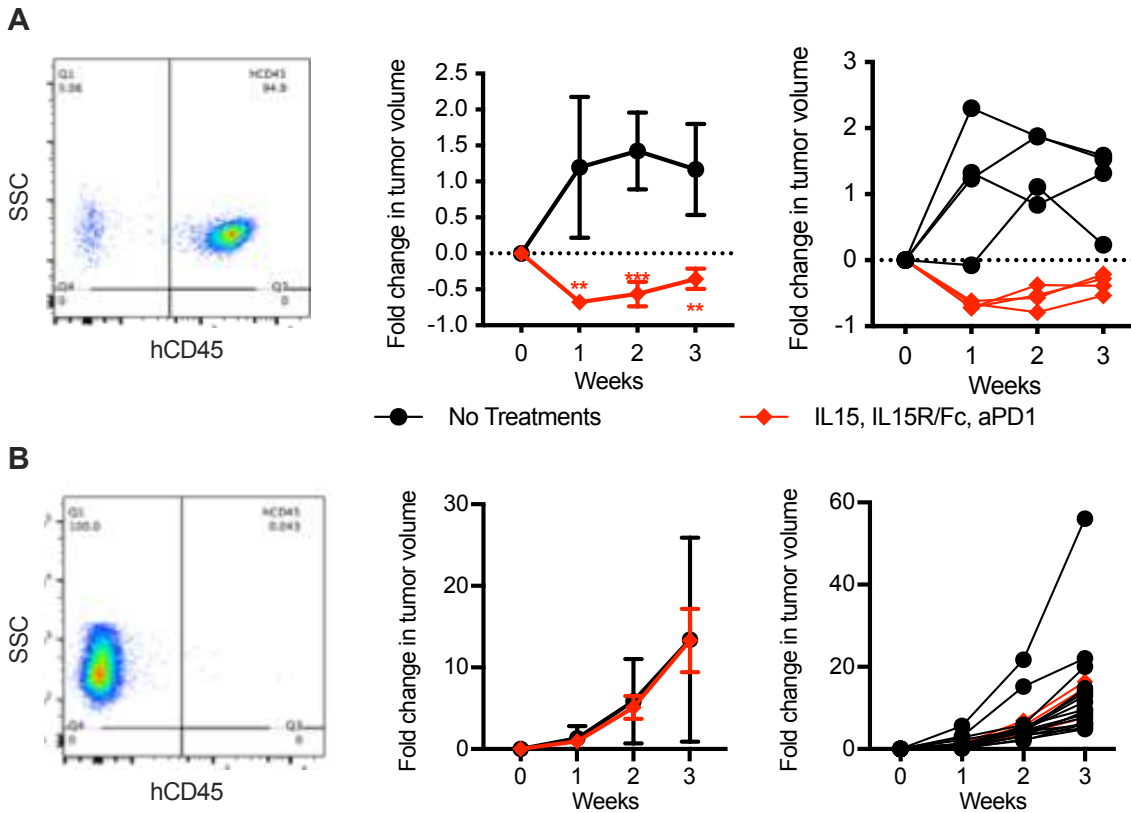 A
Q1
5.06
hCD45
94.9
SSC
Q4
0
Q3
0
hCD45
Fold change in tumor volume
2.5
2.0
1.5
1.0
0.5
0.0
-0.5
-1.0
**
***
**
0 1 2 3
Weeks
Fold change in tumor volume
3
2
1
0
-1
0 1 2 3
Weeks
No Treatments
IL15, IL15R/Fc, aPD1
B
Q1
100.0
hCD45
0.043
SSC
Q4
0
Q3
0
hCD45
Fold change in tumor volume
30
20
10
0
0 1 2 3
Weeks
Fold change in tumor volume
60
40
20
0
0 1 2 3
Weeks